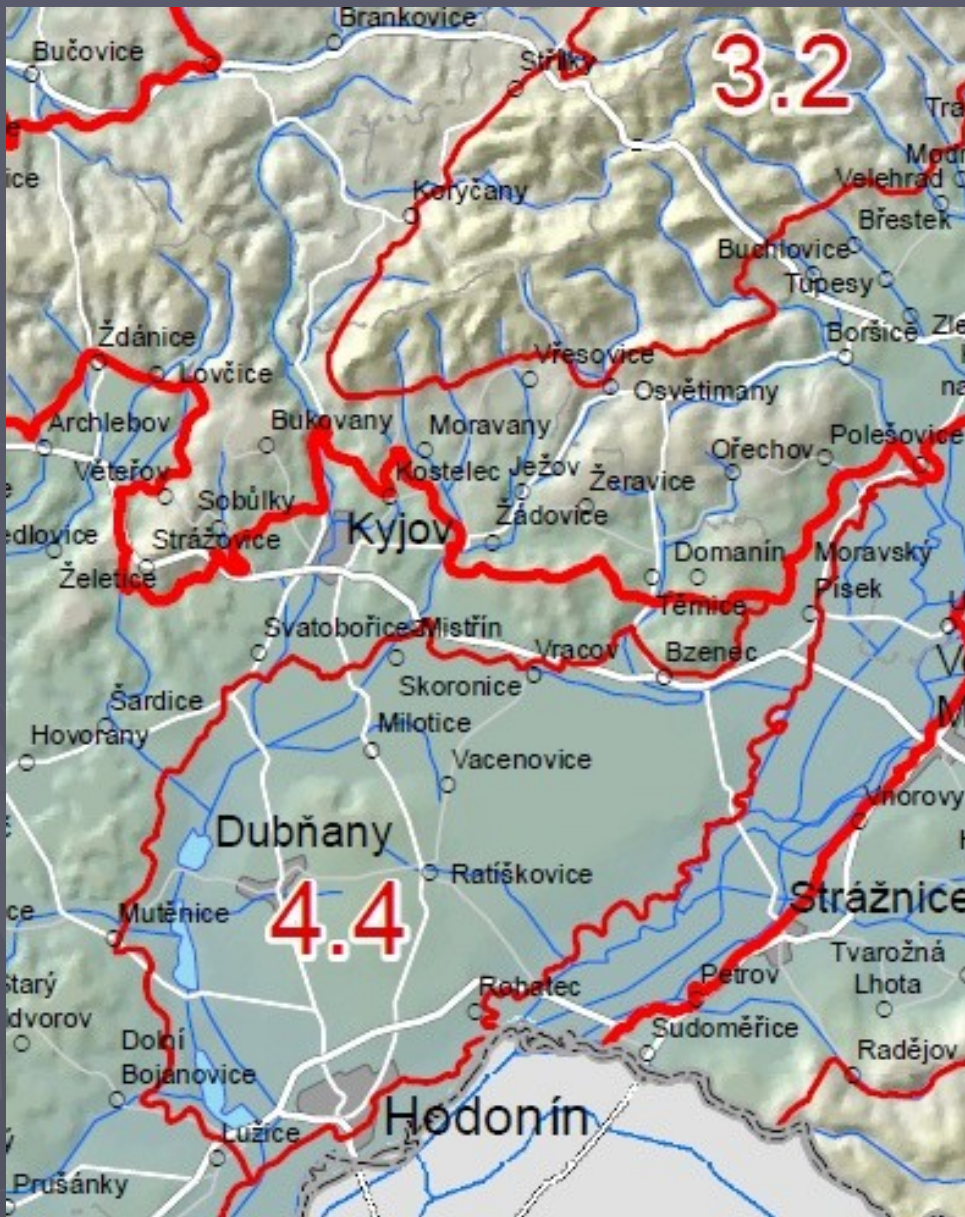 Brankovice
Bučovice
Střílky
3.2
Koryčany
Velehrad
Břestek
Buchlovice
Tupesy
Boršice
Ždánice
Lovčice
Vřesovice
Osvětimany
Archlebov
Bukovany
Moravany
Polešovice
Věteřov
Kostelec
Ježov
Ořechov
Žeravice
Sobůlky
Kyjov
Žádovice
Strážovice
Želetice
Domanín
Moravský
Písek
Těmice
Svatobořice-Mistřín
Vracov
Bzenec
Skoronice
Šardice
Hovorany
Milotice
Vacenovice
Vnorovy
Dubňany
Ratíškovice
Strážnice
Mutěnice
4.4
Tvarožná
Lhota
Petrov
Rohatec
Sudoměřice
Dolní
Bojanovice
Radějov
Hodonín
Lužice
Prušánky